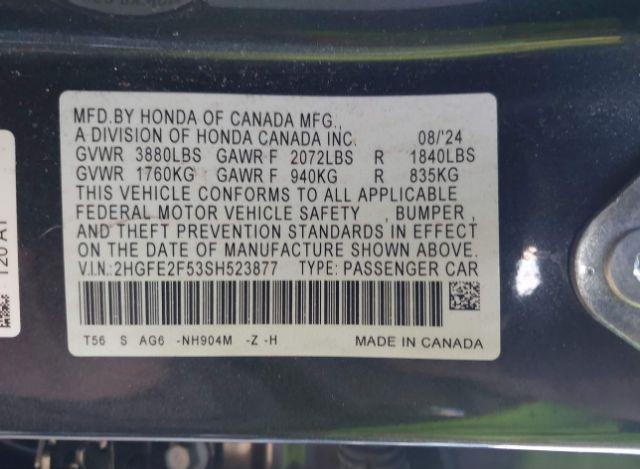 MFD.BY HONDA OF CANADA MFG.,
A DIVISION OF HONDA CANADA INC. 08/'24
GVWR 3880LBS GAWR F 2072LBS R 1840LBS
GVWR 1760KG GAWR F 940KG R 835KG
THIS VEHICLE CONFORMS TO ALL APPLICABLE
FEDERAL MOTOR VEHICLE SAFETY , BUMPER ,
AND THEFT PREVENTION STANDARDS IN EFFECT
ON THE DATE OF MANUFACTURE SHOWN ABOVE.
V.I.N.:2HGFE2F53SH523877 TYPE: PASSENGER CAR
T56 S AG6 -NH904M -Z -H MADE IN CANADA
120 A1